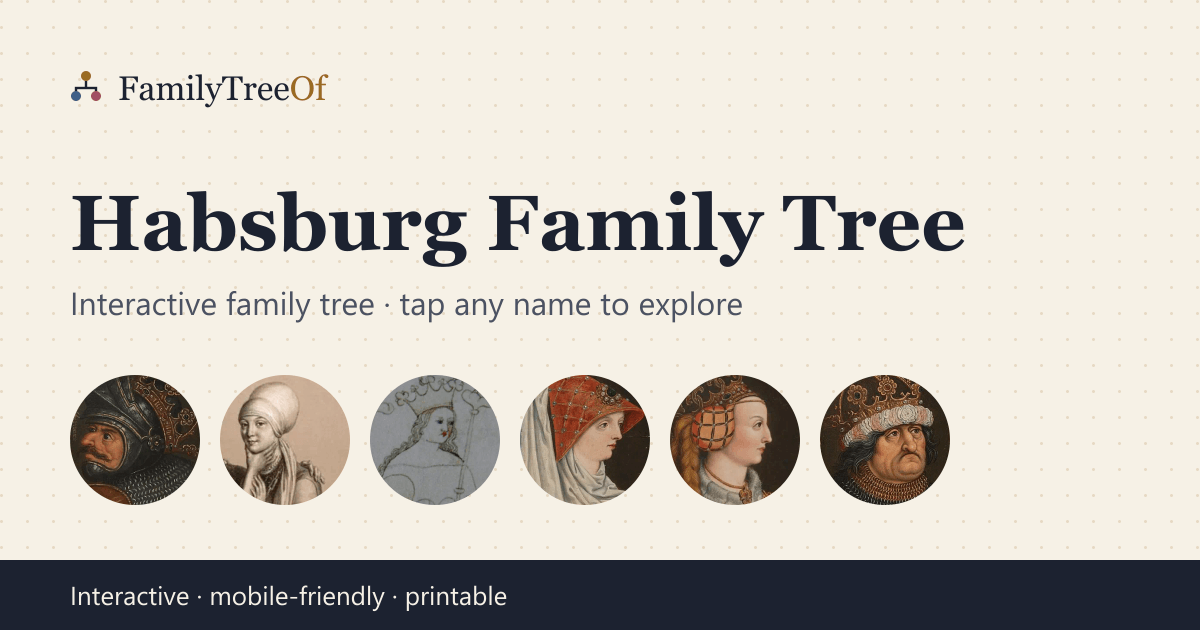 FamilyTreeOf
Habsburg Family Tree
Interactive family tree · tap any name to explore
Interactive · mobile-friendly · printable